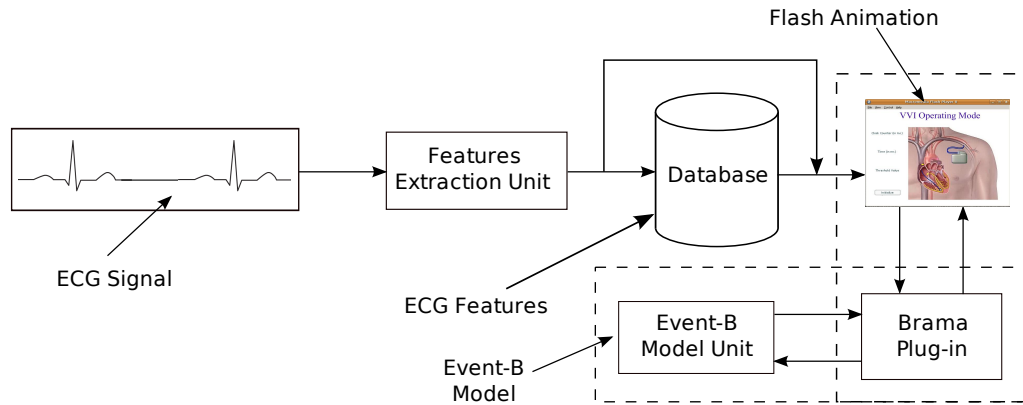 Flash Animation
VVI Operating Mode
Features
Extraction Unit
Database
ECG Signal
ECG Features
Event-B
Model Unit
Brama
Plug-in
Event-B
Model